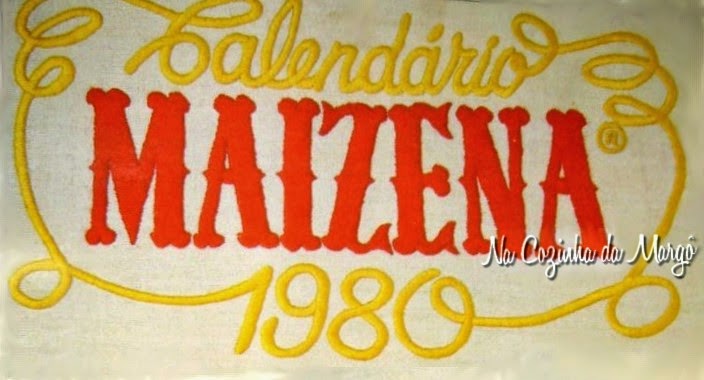 Calendário
MAIZENA®
Na Cozinha da Margô
1980